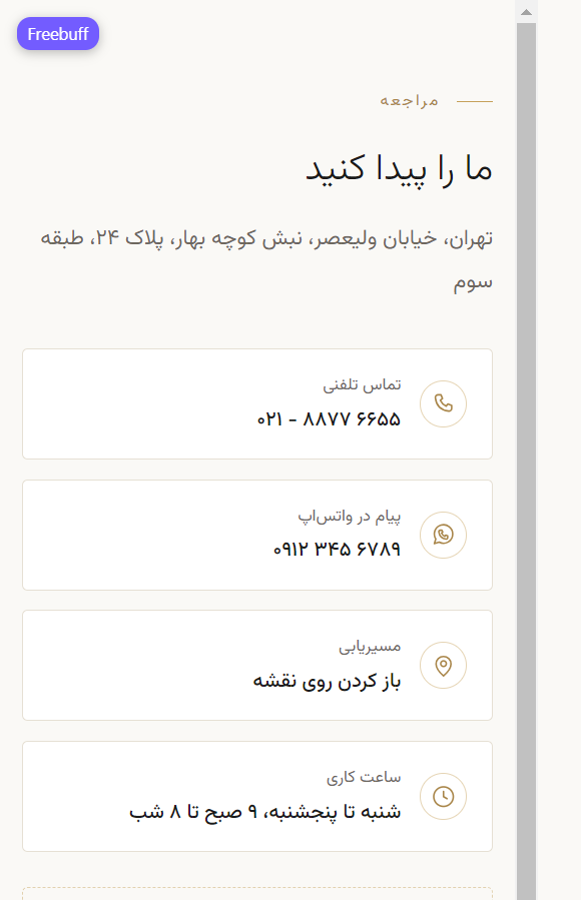 Freebuff
مراجعه
ما را پیدا کنید
تهران، خیابان ولیعصر، نبش کوچه بهار، پلاک ۲۴، طبقه
سوم
تماس تلفنی
۰۲۱ - ۸۸۷۷ ۶۶۵۵
پیام در واتس‌اپ
۰۹۱۲ ۳۴۵ ۶۷۸۹
مسیریابی
باز کردن روی نقشه
ساعت کاری
شنبه تا پنجشنبه، ۹ صبح تا ۸ شب